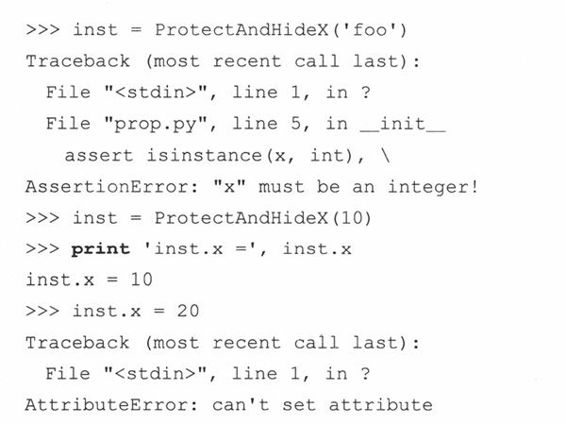 >>> inst = ProtectAndHideX('foo')
Traceback (most recent call last):
  File "<stdin>", line 1, in ?
  File "prop.py", line 5, in __init__
    assert isinstance(x, int), \
AssertionError: "x" must be an integer!
>>> inst = ProtectAndHideX(10)
>>> print 'inst.x =', inst.x
inst.x = 10
>>> inst.x = 20
Traceback (most recent call last):
  File "<stdin>", line 1, in ?
AttributeError: can't set attribute